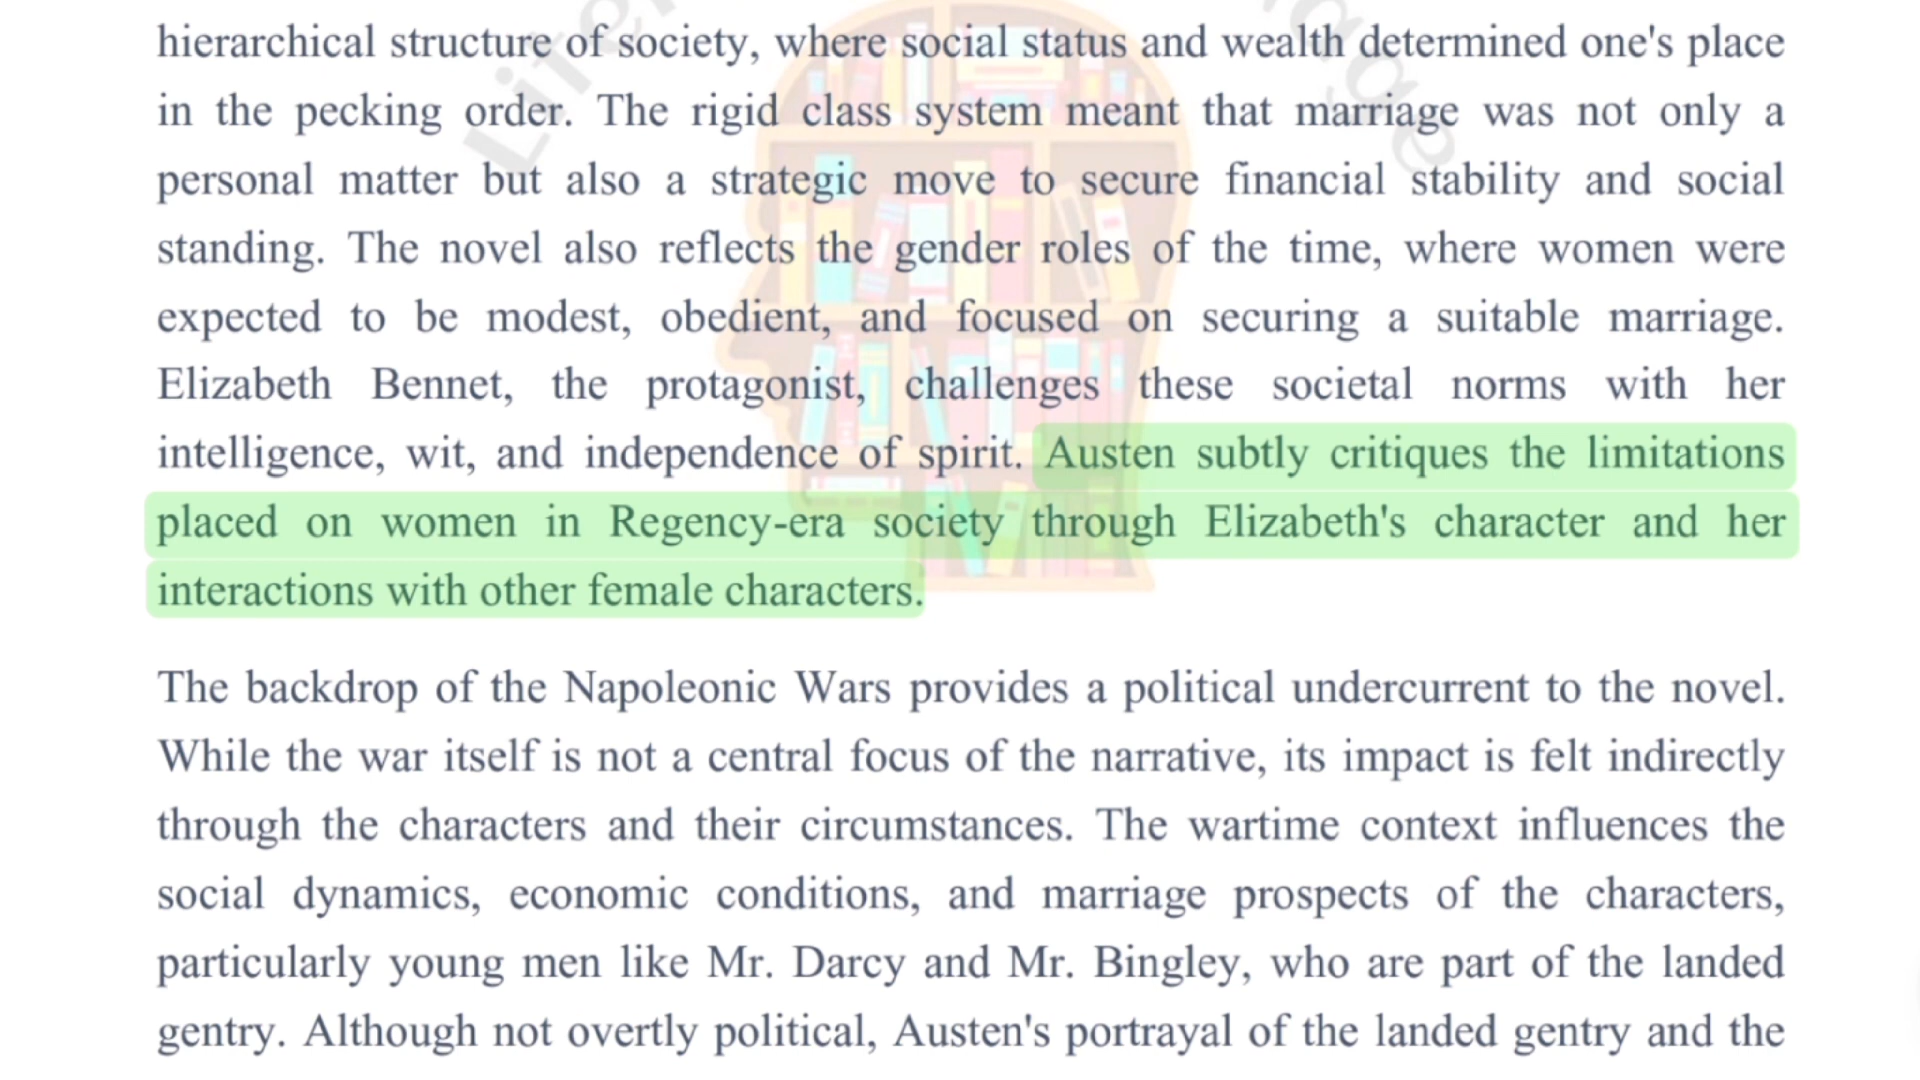 hierarchical structure of society, where social status and wealth determined one's place
in the pecking order. The rigid class system meant that marriage was not only a
personal matter but also a strategic move to secure financial stability and social
standing. The novel also reflects the gender roles of the time, where women were
expected to be modest, obedient, and focused on securing a suitable marriage.
Elizabeth Bennet, the protagonist, challenges these societal norms with her
intelligence, wit, and independence of spirit. Austen subtly critiques the limitations
placed on women in Regency-era society through Elizabeth's character and her
interactions with other female characters.
The backdrop of the Napoleonic Wars provides a political undercurrent to the novel.
While the war itself is not a central focus of the narrative, its impact is felt indirectly
through the characters and their circumstances. The wartime context influences the
social dynamics, economic conditions, and marriage prospects of the characters,
particularly young men like Mr. Darcy and Mr. Bingley, who are part of the landed
gentry. Although not overtly political, Austen's portrayal of the landed gentry and the